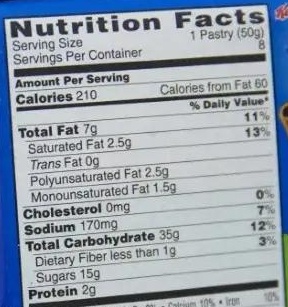 Nutrition Facts
Serving Size 1 Pastry (50g)
Servings Per Container 8
Amount Per Serving
Calories 210 Calories from Fat 60
% Daily Value*
Total Fat 7g 11%
Saturated Fat 2.5g 13%
Trans Fat 0g
Polyunsaturated Fat 2.5g
Monounsaturated Fat 1.5g
Cholesterol 0mg 0%
Sodium 170mg 7%
Total Carbohydrate 35g 12%
Dietary Fiber less than 1g 3%
Sugars 15g
Protein 2g
Calcium 10% • Iron 10%